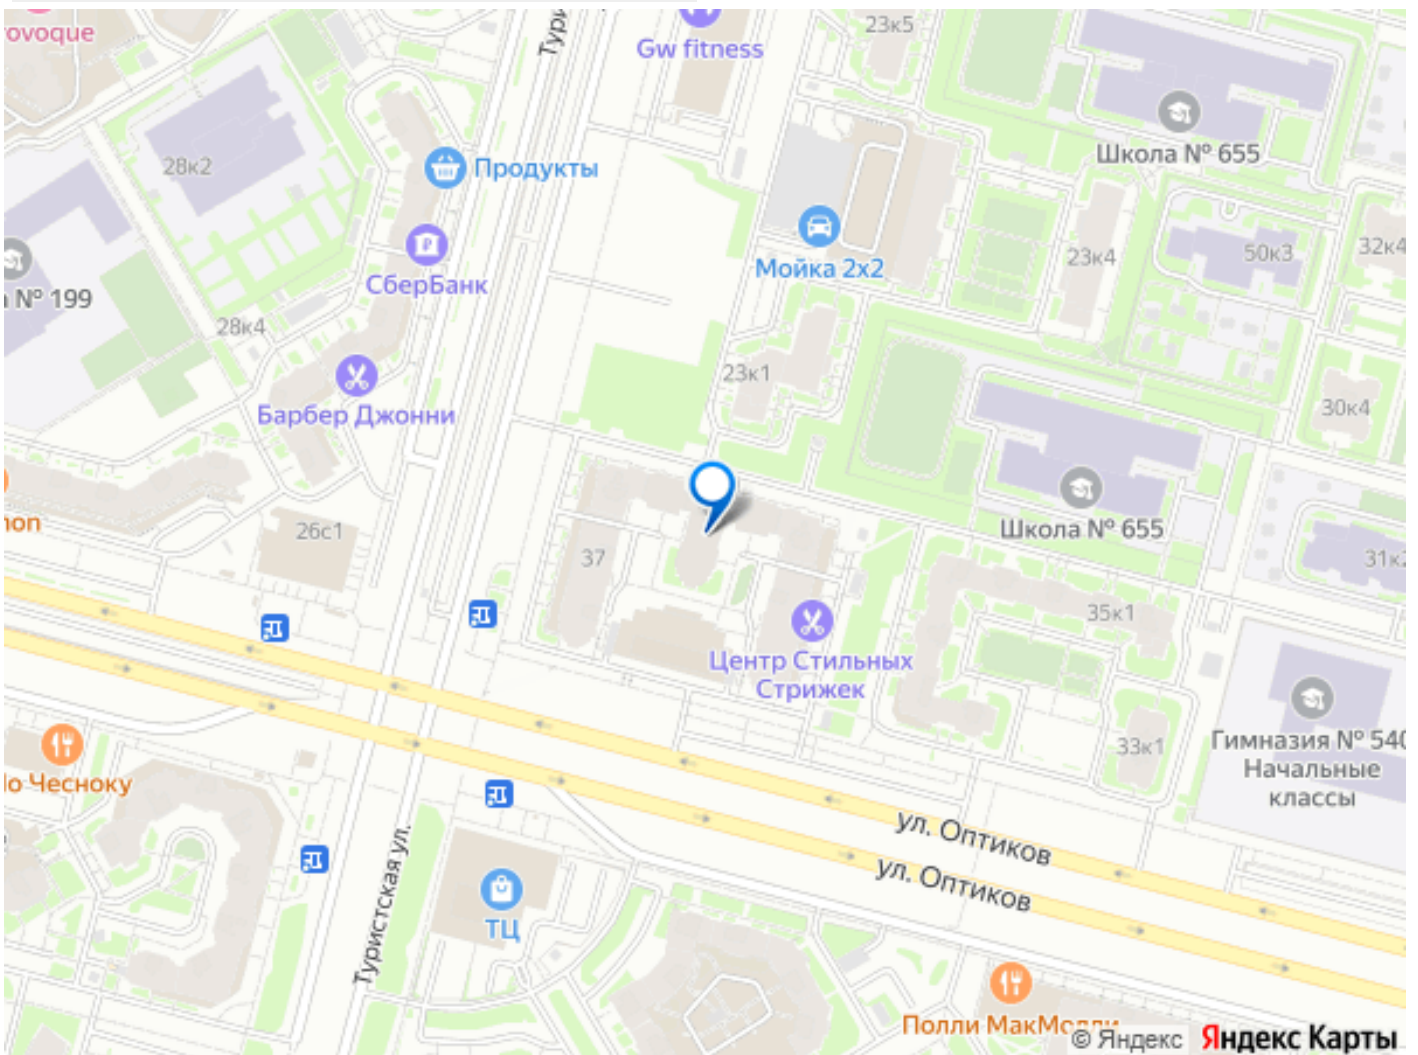 Gw fitness
23к5
Школа № 655
28к2
Продукты
СберБанк
Мойка 2х2
23к4
50к3
32к4
№ 199
28к4
23к1
Барбер Джонни
30к4
Школа № 655
26с1
37
31к2
35к1
Центр Стильных
Стрижек
33к1
Гимназия № 540
Начальные
классы
Чесноку
ул. Оптиков
ул. Оптиков
Туристская ул.
ТЦ
Полли МакМолли
© Яндекс Яндекс Карты